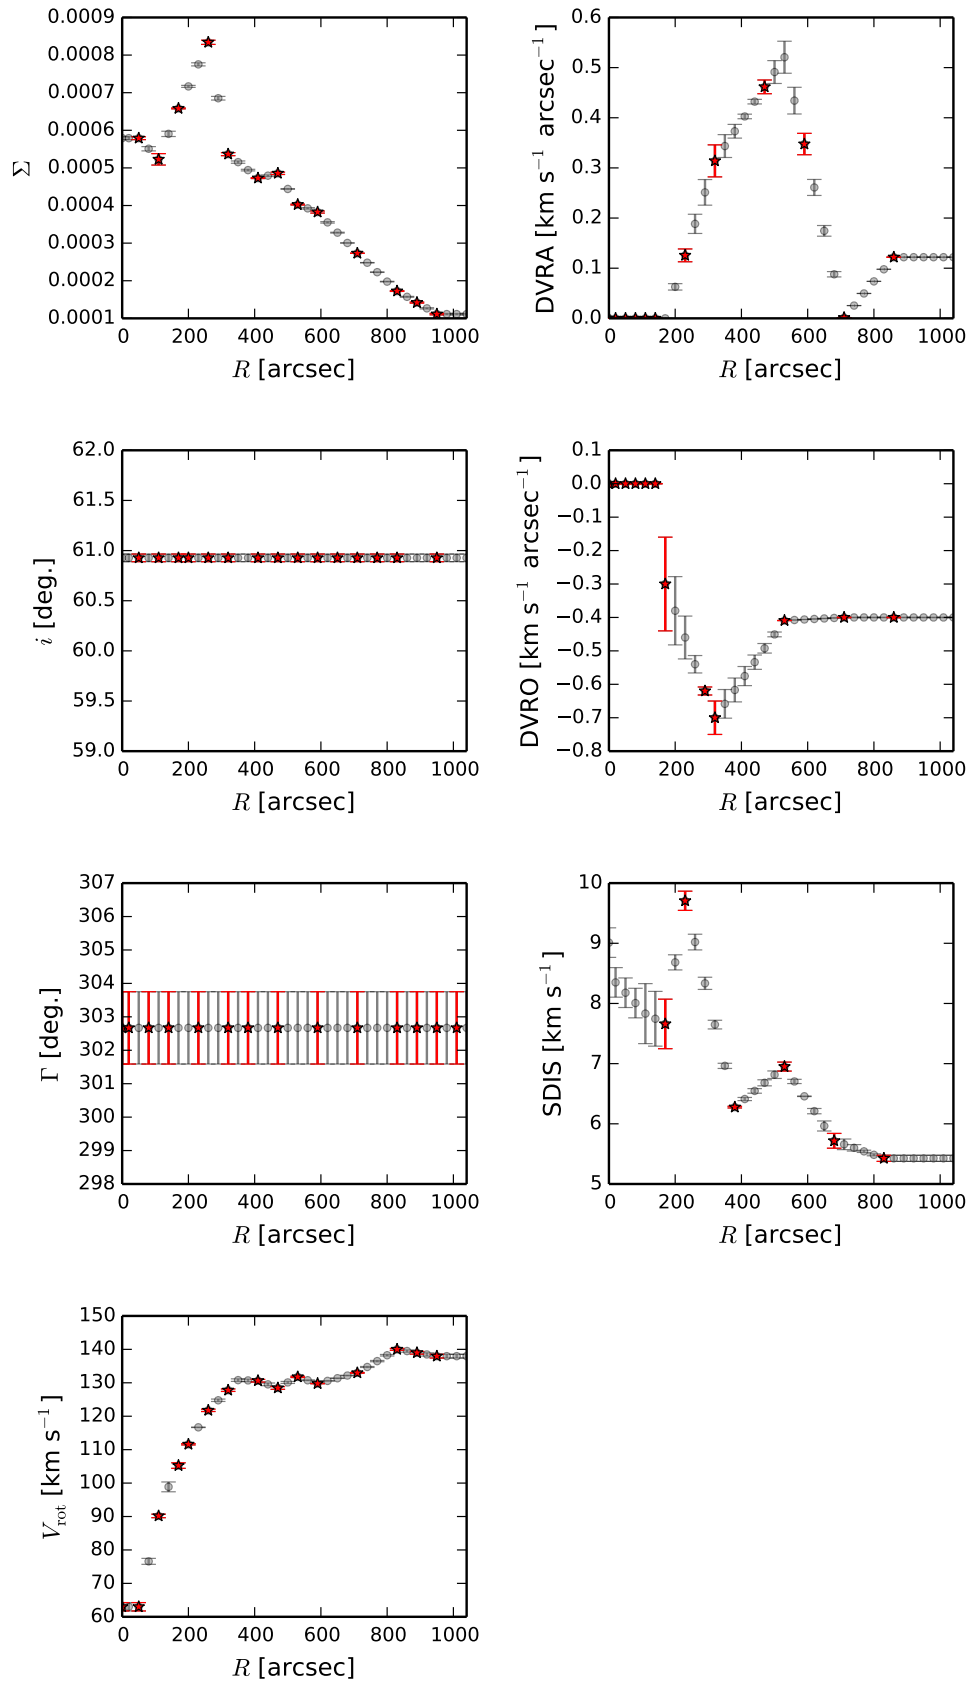 0.0009
0.0008
0.0007
0.0006
0.0005
0.0004
0.0003
0.0002
0.0001
Σ
0 200 400 600 800 1000
R [arcsec]
0.6
0.5
0.4
0.3
0.2
0.1
0.0
DVRA [km s⁻¹ arcsec⁻¹]
0 200 400 600 800 1000
R [arcsec]
62.0
61.5
61.0
60.5
60.0
59.5
59.0
i [deg.]
0 200 400 600 800 1000
R [arcsec]
0.1
0.0
−0.1
−0.2
−0.3
−0.4
−0.5
−0.6
−0.7
−0.8
DVRO [km s⁻¹ arcsec⁻¹]
0 200 400 600 800 1000
R [arcsec]
307
306
305
304
303
302
301
300
299
298
Γ [deg.]
0 200 400 600 800 1000
R [arcsec]
10
9
8
7
6
5
SDIS [km s⁻¹]
0 200 400 600 800 1000
R [arcsec]
150
140
130
120
110
100
90
80
70
60
V_rot [km s⁻¹]
0 200 400 600 800 1000
R [arcsec]